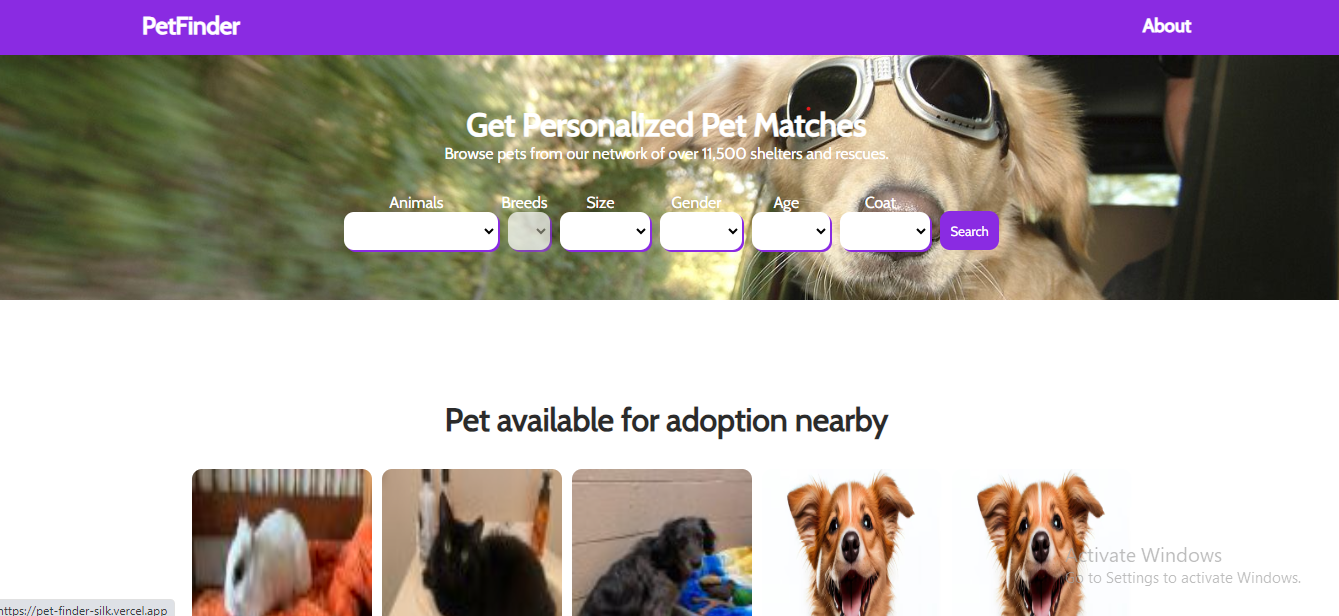 PetFinder
About
Get Personalized Pet Matches
Browse pets from our network of over 11,500 shelters and rescues.
Animals
Breeds
Size
Gender
Age
Coat
Search
Pet available for adoption nearby
Activate Windows
to Settings to activate Windows.
https://pet-finder-silk.vercel.app